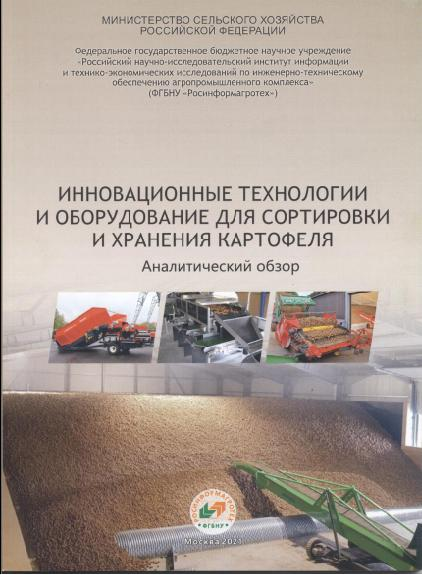 МИНИСТЕРСТВО СЕЛЬСКОГО ХОЗЯЙСТВА
РОССИЙСКОЙ ФЕДЕРАЦИИ
Федеральное государственное бюджетное научное учреждение
«Российский научно-исследовательский институт информации
и технико-экономических исследований по инженерно-техническому
обеспечению агропромышленного комплекса»
(ФГБНУ «Росинформагротех»)
ИННОВАЦИОННЫЕ ТЕХНОЛОГИИ
И ОБОРУДОВАНИЕ ДЛЯ СОРТИРОВКИ
И ХРАНЕНИЯ КАРТОФЕЛЯ
Аналитический обзор
РОСИНФОРМАГРОТЕХ
ФГБНУ
Москва 2021